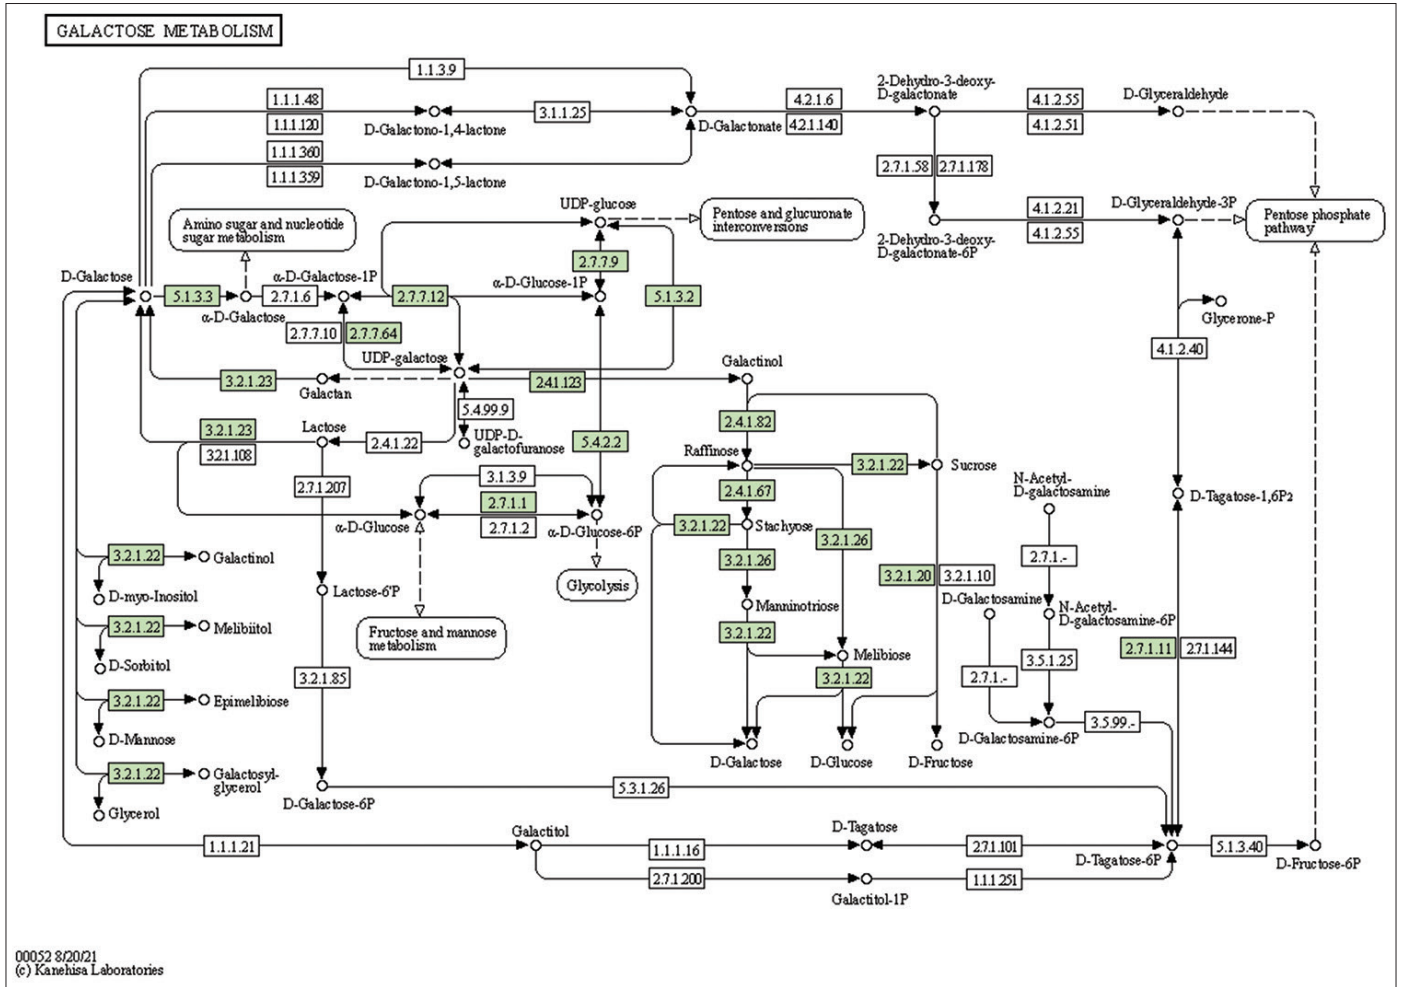 GALACTOSE METABOLISM
1.1.3.9
1.1.1.48
1.1.1.120
D-Galactono-1,4-lactone
3.1.1.25
D-Galactonate
4.2.1.6
4.2.1.140
2-Dehydro-3-deoxy-
D-galactonate
4.1.2.55
4.1.2.51
D-Glyceraldehyde
1.1.1.360
1.1.1.359
D-Galactono-1,5-lactone
2.7.1.58
2.7.1.178
Amino sugar and nucleotide
sugar metabolism
UDP-glucose
Pentose and glucuronate
interconversions
2-Dehydro-3-deoxy-
D-galactonate-6P
4.1.2.21
4.1.2.55
D-Glyceraldehyde-3P
Pentose phosphate
pathway
D-Galactose
5.1.3.3
α-D-Galactose
2.7.1.6
α-D-Galactose-1P
2.7.7.12
α-D-Glucose-1P
2.7.7.9
5.1.3.2
Glycerone-P
2.7.7.10
2.7.7.64
UDP-galactose
4.1.2.40
3.2.1.23
Galactan
2.4.1.123
Galactinol
5.4.99.9
UDP-D-
galactofuranose
3.2.1.23
3.2.1.108
Lactose
2.4.1.22
5.4.2.2
2.4.1.82
Raffinose
3.2.1.22
Sucrose
2.7.1.207
3.1.3.9
2.7.1.1
2.7.1.2
α-D-Glucose
α-D-Glucose-6P
2.4.1.67
3.2.1.22
Stachyose
3.2.1.26
3.2.1.26
N-Acetyl-
D-galactosamine
D-Tagatose-1,6P2
2.7.1.-
3.2.1.22
Galactinol
D-myo-Inositol
Lactose-6'P
Glycolysis
3.2.1.20
3.2.1.10
Manninotriose
D-Galactosamine
N-Acetyl-
D-galactosamine-6P
3.2.1.22
Melibiitol
D-Sorbitol
Fructose and mannose
metabolism
3.2.1.22
Melibiose
3.2.1.22
2.7.1.-
3.5.1.25
2.7.1.11
2.7.1.144
3.2.1.85
3.2.1.22
Epimelibiose
D-Mannose
D-Galactosamine-6P
3.5.99.-
D-Galactose
D-Glucose
D-Fructose
3.2.1.22
Galactosyl-
glycerol
Glycerol
D-Galactose-6P
5.3.1.26
1.1.1.21
Galactitol
1.1.1.16
D-Tagatose
2.7.1.101
D-Tagatose-6P
5.1.3.40
D-Fructose-6P
2.7.1.200
Galactitol-1P
1.1.1.251
00052 8/20/21
(c) Kanehisa Laboratories